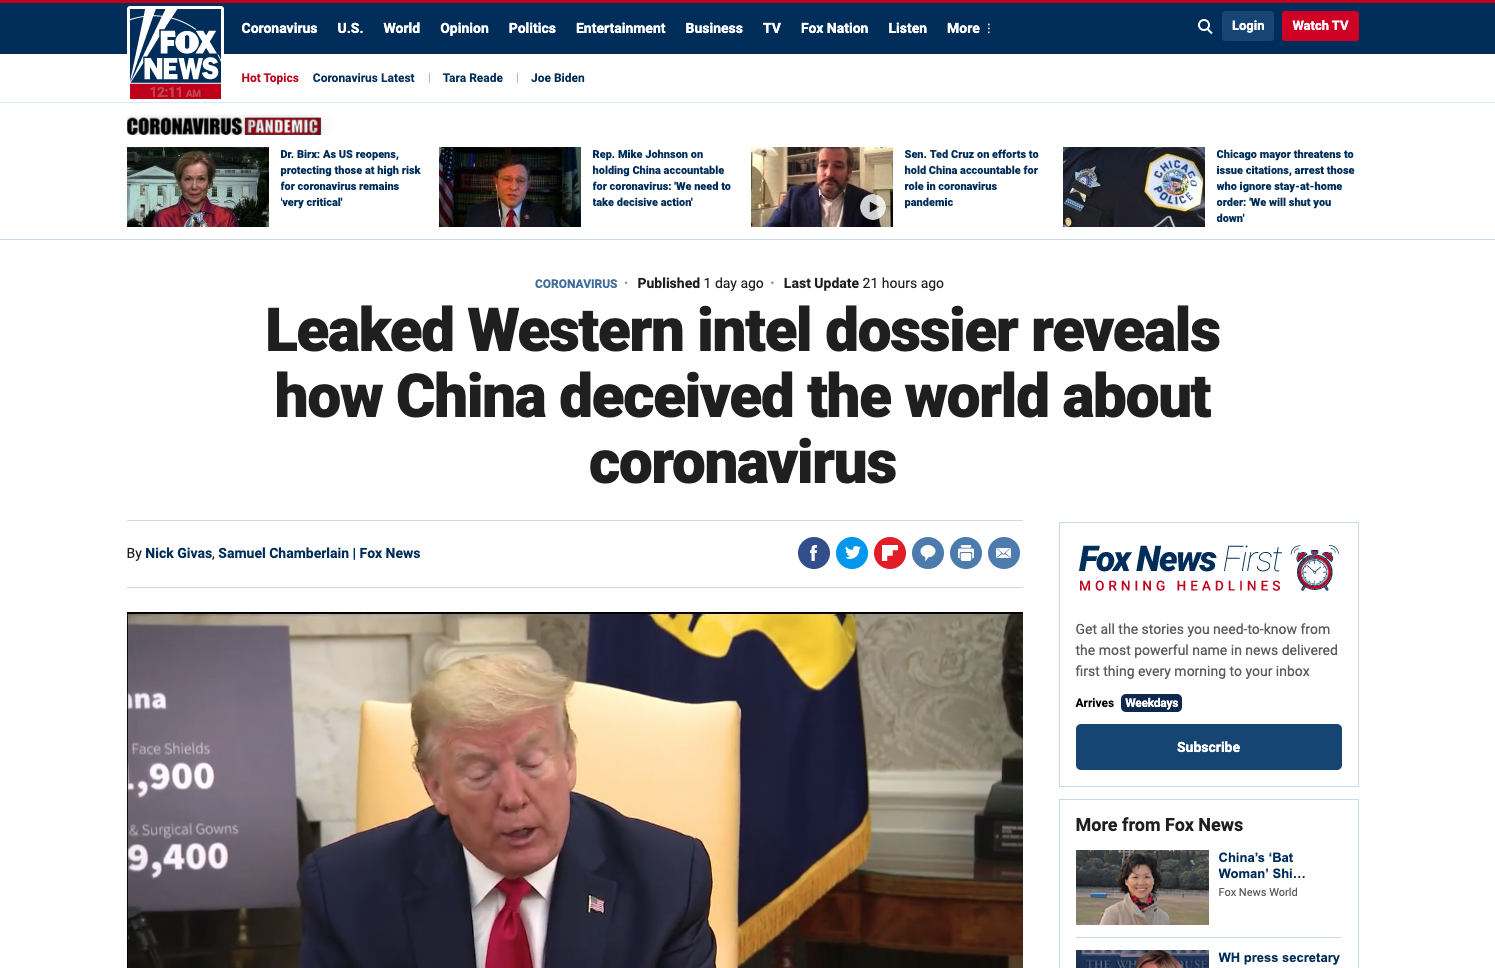 Coronavirus U.S. World Opinion Politics Entertainment Business TV Fox Nation Listen More Login Watch TV
FOX
NEWS
12:11 AM
Hot Topics Coronavirus Latest Tara Reade Joe Biden
CORONAVIRUS PANDEMIC
Dr. Birx: As US reopens,
protecting those at high risk
for coronavirus remains
'very critical'
Rep. Mike Johnson on
holding China accountable
for coronavirus: 'We need to
take decisive action'
Sen. Ted Cruz on efforts to
hold China accountable for
role in coronavirus
pandemic
CHICAGO
POLICE
Chicago mayor threatens to
issue citations, arrest those
who ignore stay-at-home
order: 'We will shut you
down'
CORONAVIRUS · Published 1 day ago · Last Update 21 hours ago
Leaked Western intel dossier reveals
how China deceived the world about
coronavirus
By Nick Givas, Samuel Chamberlain | Fox News
Fox News First
MORNING HEADLINES
Get all the stories you need-to-know from
the most powerful name in news delivered
first thing every morning to your inbox
Arrives Weekdays
Subscribe
ana
Face Shields
1,900
& Surgical Gowns
9,400
More from Fox News
China's 'Bat
Woman' Shi...
Fox News World
THE WHITE HOUSE
WH press secretary